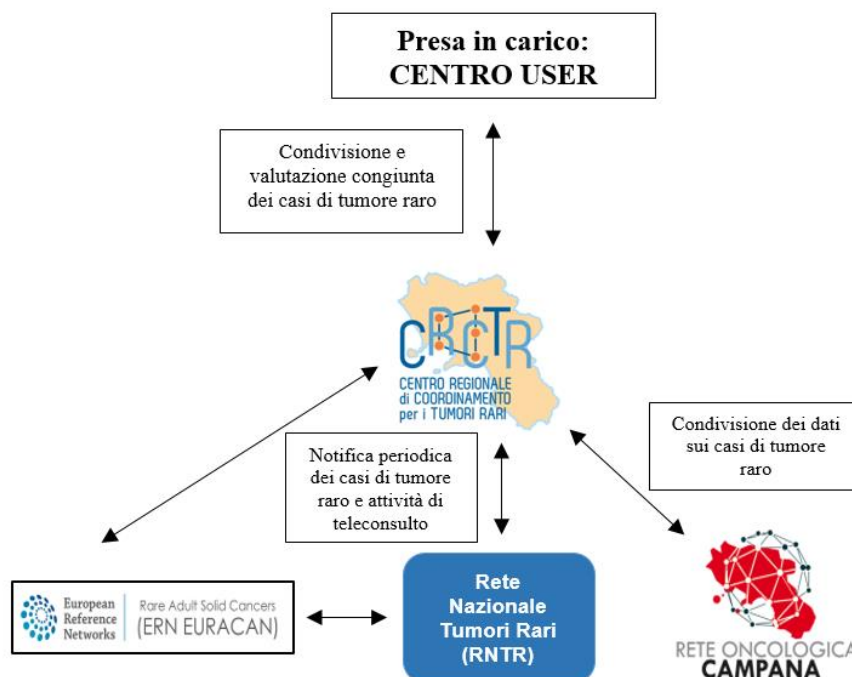 Presa in carico:
CENTRO USER
Condivisione e
valutazione congiunta
dei casi di tumore raro
CRCTR
CENTRO REGIONALE
di COORDINAMENTO
per i TUMORI RARI
Condivisione dei dati
sui casi di tumore
raro
Notifica periodica
dei casi di tumore
raro e attività di
teleconsulto
European
Reference
Networks
Rare Adult Solid Cancers
(ERN EURACAN)
Rete
Nazionale
Tumori Rari
(RNTR)
RETE ONCOLOGICA
CAMPANA